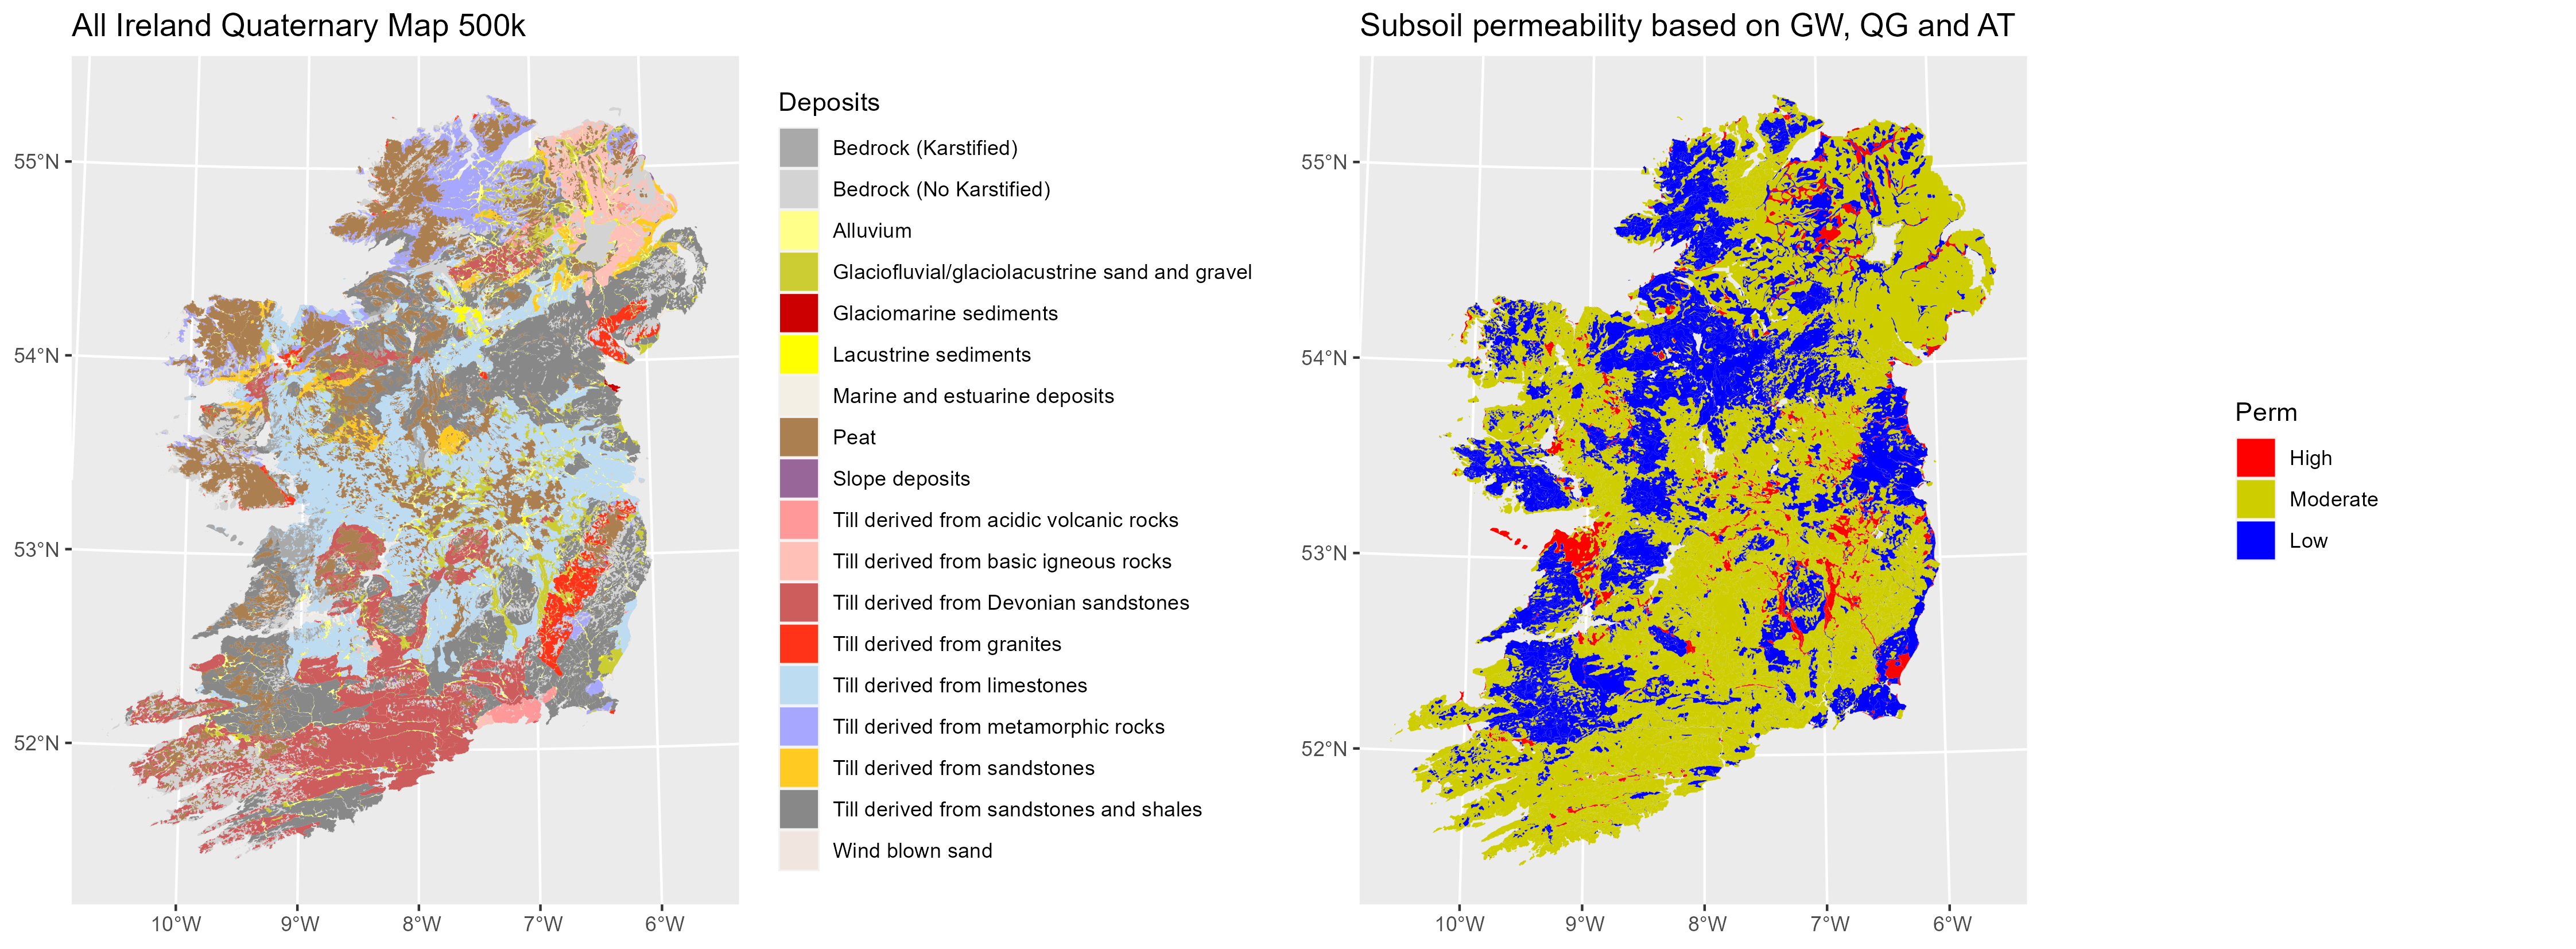 All Ireland Quaternary Map 500k
55°N
54°N
53°N
52°N
10°W
9°W
8°W
7°W
6°W
Deposits
Bedrock (Karstified)
Bedrock (No Karstified)
Alluvium
Glaciofluvial/glaciolacustrine sand and gravel
Glaciomarine sediments
Lacustrine sediments
Marine and estuarine deposits
Peat
Slope deposits
Till derived from acidic volcanic rocks
Till derived from basic igneous rocks
Till derived from Devonian sandstones
Till derived from granites
Till derived from limestones
Till derived from metamorphic rocks
Till derived from sandstones
Till derived from sandstones and shales
Wind blown sand
Subsoil permeability based on GW, QG and AT
55°N
54°N
53°N
52°N
10°W
9°W
8°W
7°W
6°W
Perm
High
Moderate
Low